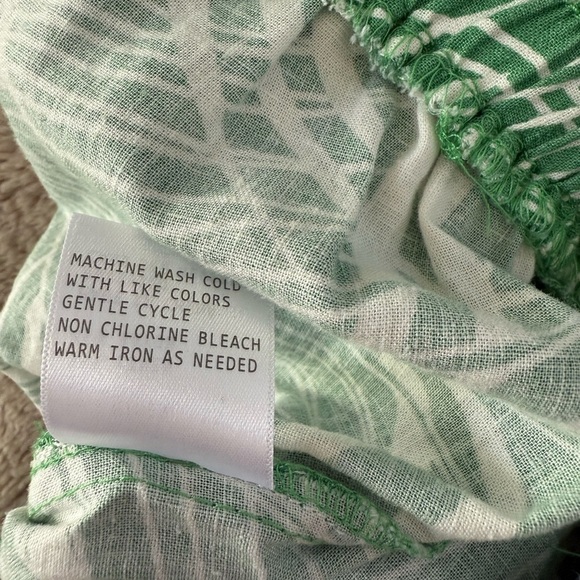 MACHINE WASH COLD
WITH LIKE COLORS
GENTLE CYCLE
NON CHLORINE BLEACH
WARM IRON AS NEEDED